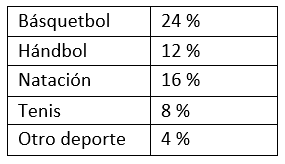 Básquetbol 24 %
Hándbol 12 %
Natación 16 %
Tenis 8 %
Otro deporte 4 %